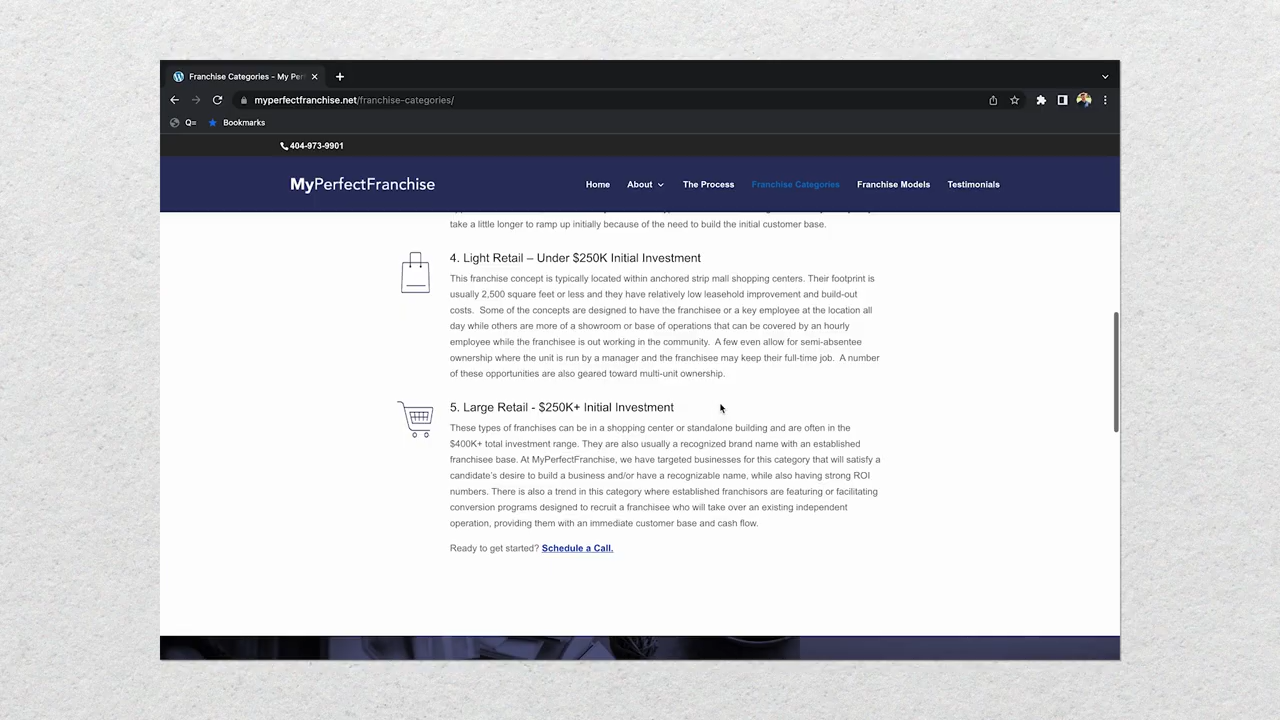 Franchise Categories - My Per
myperfectfranchise.net/franchise-categories/
Q=
Bookmarks
404-973-9901
MyPerfectFranchise
Home
About
The Process
Franchise Categories
Franchise Models
Testimonials
take a little longer to ramp up initially because of the need to build the initial customer base.
4. Light Retail – Under $250K Initial Investment
This franchise concept is typically located within anchored strip mall shopping centers. Their footprint is
usually 2,500 square feet or less and they have relatively low leasehold improvement and build-out
costs.  Some of the concepts are designed to have the franchisee or a key employee at the location all
day while others are more of a showroom or base of operations that can be covered by an hourly
employee while the franchisee is out working in the community.  A few even allow for semi-absentee
ownership where the unit is run by a manager and the franchisee may keep their full-time job.  A number
of these opportunities are also geared toward multi-unit ownership.
5. Large Retail - $250K+ Initial Investment
These types of franchises can be in a shopping center or standalone building and are often in the
$400K+ total investment range. They are also usually a recognized brand name with an established
franchisee base. At MyPerfectFranchise, we have targeted businesses for this category that will satisfy a
candidate's desire to build a business and/or have a recognizable name, while also having strong ROI
numbers. There is also a trend in this category where established franchisors are featuring or facilitating
conversion programs designed to recruit a franchisee who will take over an existing independent
operation, providing them with an immediate customer base and cash flow.
Ready to get started? Schedule a Call.